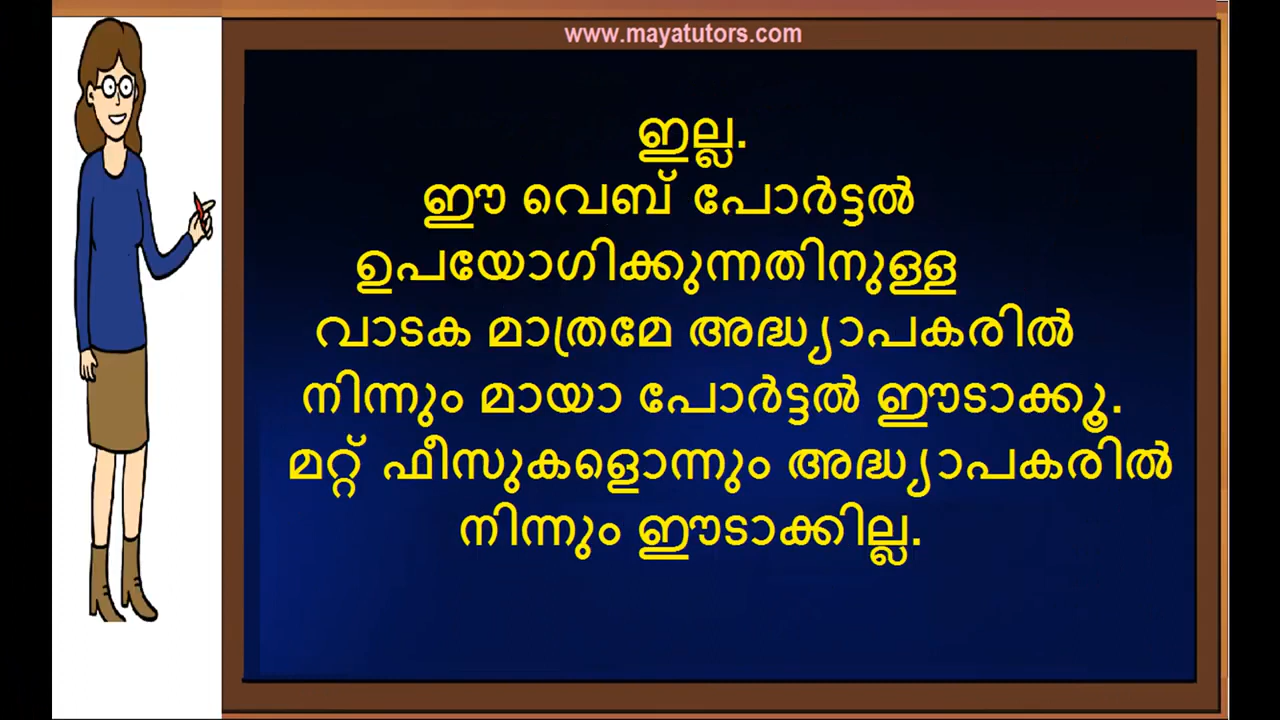 www.mayatutors.com
ഇല്ല.
ഈ വെബ് പോർട്ടൽ
ഉപയോഗിക്കുന്നതിനുള്ള
വാടക മാത്രമേ അദ്ധ്യാപകരിൽ
നിന്നും മായാ പോർട്ടൽ ഈടാക്കൂ.
മറ്റ് ഫീസുകളൊന്നും അദ്ധ്യാപകരിൽ
നിന്നും ഈടാക്കില്ല.